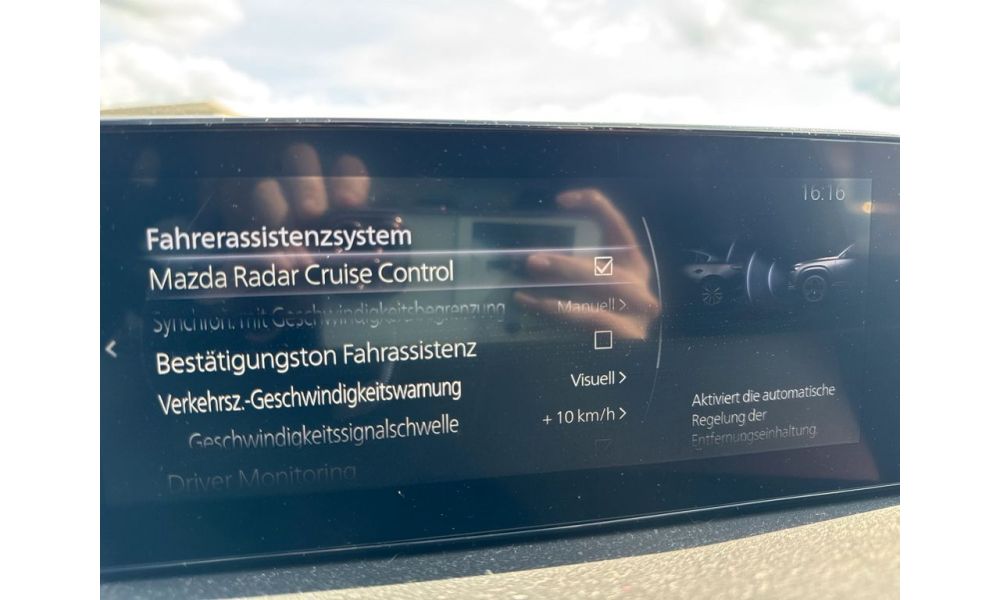 16:16
Fahrerassistenzsystem
Mazda Radar Cruise Control
Synchron. mit Geschwindigkeitsbegrenzung Manuell >
Bestätigungston Fahrassistenz
Verkehrsz.-Geschwindigkeitswarnung Visuell >
Geschwindigkeitssignalschwelle + 10 km/h >
Driver Monitoring
Aktiviert die automatische
Regelung der
Entfernungseinhaltung.